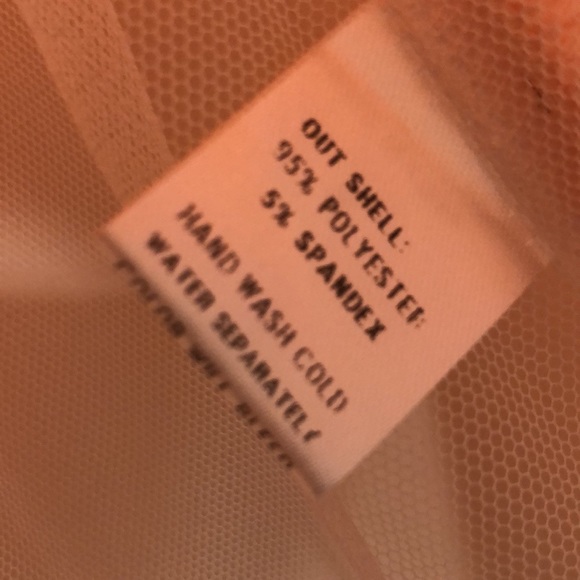 OUT SHELL:
95% POLYESTER
5% SPANDEX
HAND WASH COLD
WATER SEPARATELY